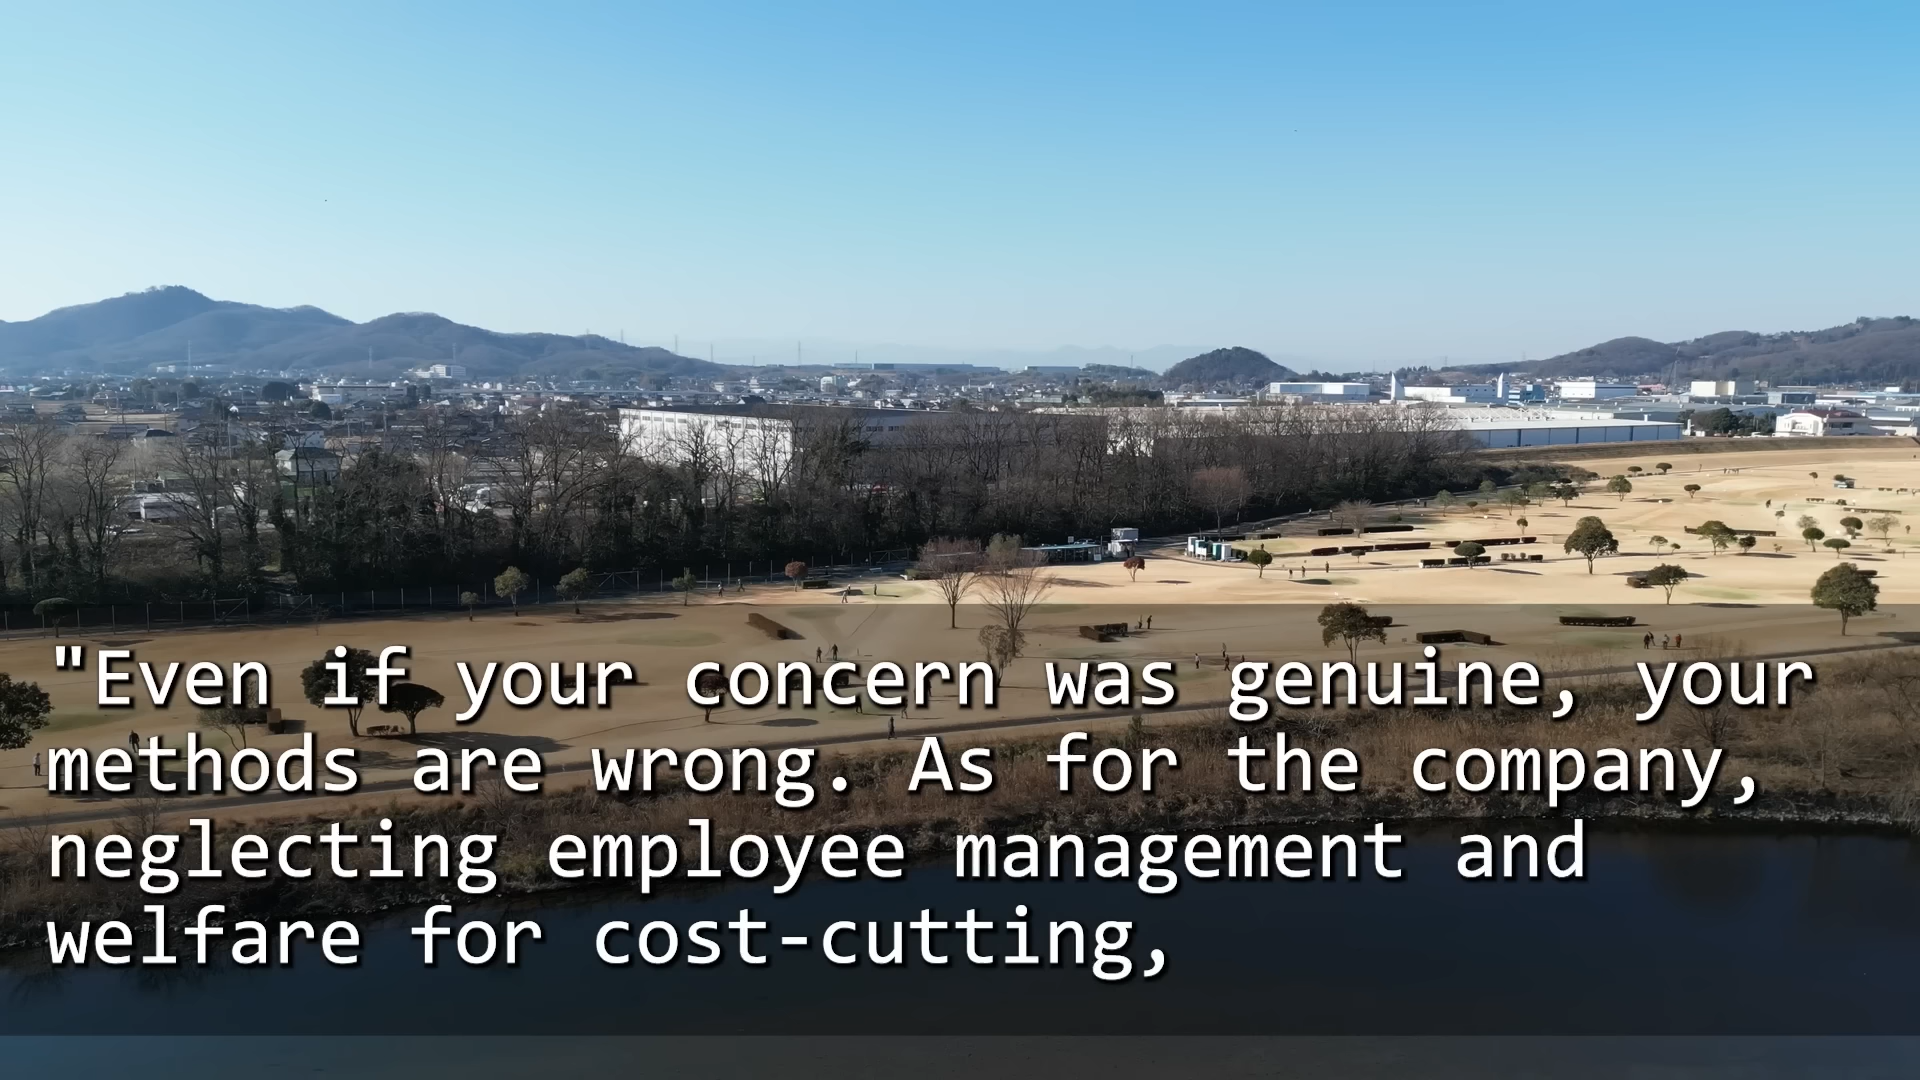 "Even if your concern was genuine, your
methods are wrong. As for the company,
neglecting employee management and
welfare for cost-cutting,